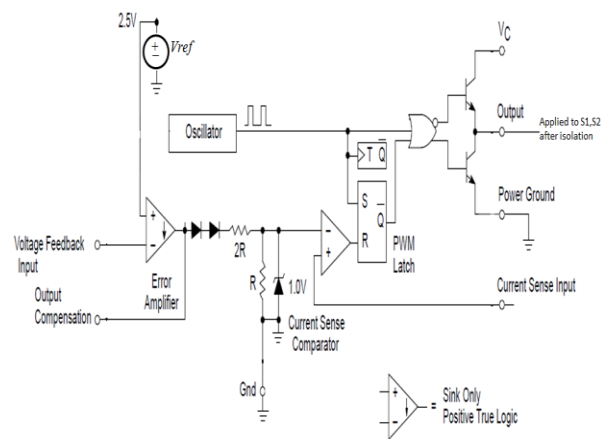 2.5V
Vref
V_C
Oscillator
Output
Applied to S1,S2
after isolation
T Q̅
S
Q̅
R
Power Ground
+
-
Voltage Feedback
Input
Error
Amplifier
2R
-
+
PWM
Latch
R
1.0V
Current Sense Input
Output
Compensation
Current Sense
Comparator
Gnd
+
-
= Sink Only
Positive True Logic